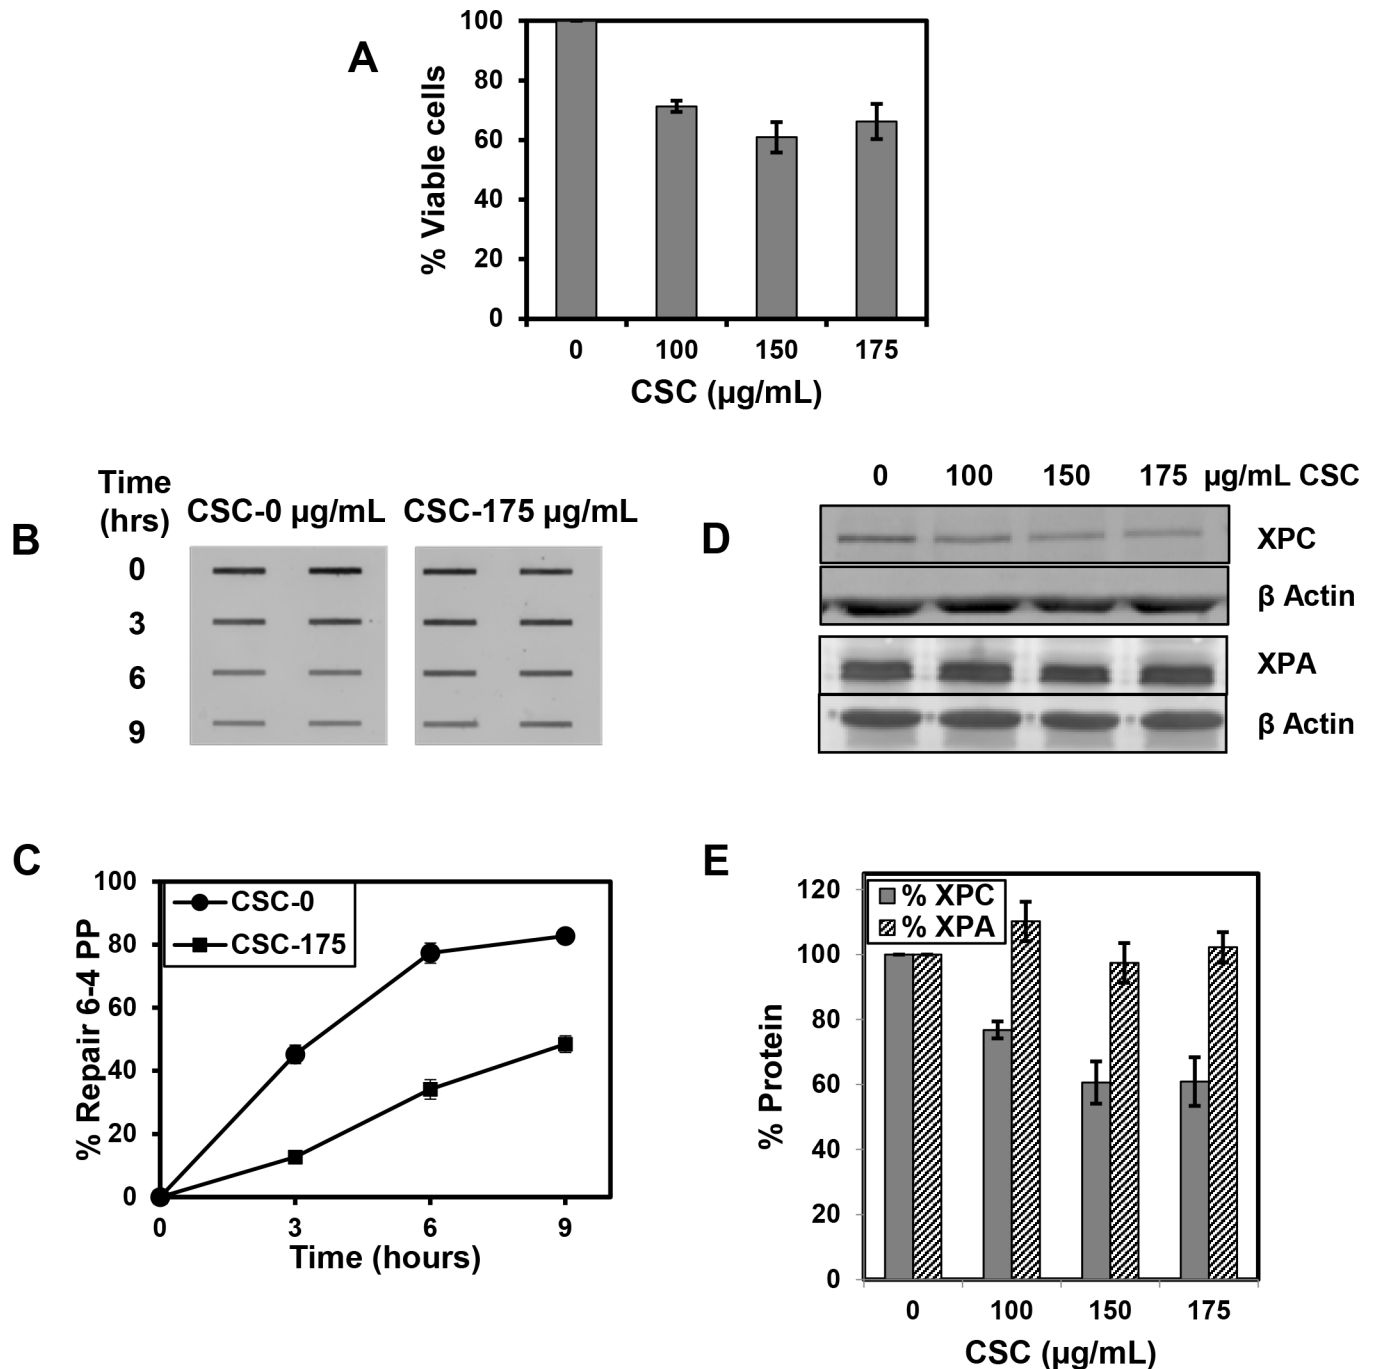 A
% Viable cells
100
80
60
40
20
0
0 100 150 175
CSC (µg/mL)
B
Time
(hrs)
CSC-0 µg/mL CSC-175 µg/mL
0
3
6
9
D
0 100 150 175 µg/mL CSC
XPC
β Actin
XPA
β Actin
C
% Repair 6-4 PP
100
80
60
40
20
0
CSC-0
CSC-175
0 3 6 9
Time (hours)
E
% Protein
120
100
80
60
40
20
0
% XPC
% XPA
0 100 150 175
CSC (µg/mL)